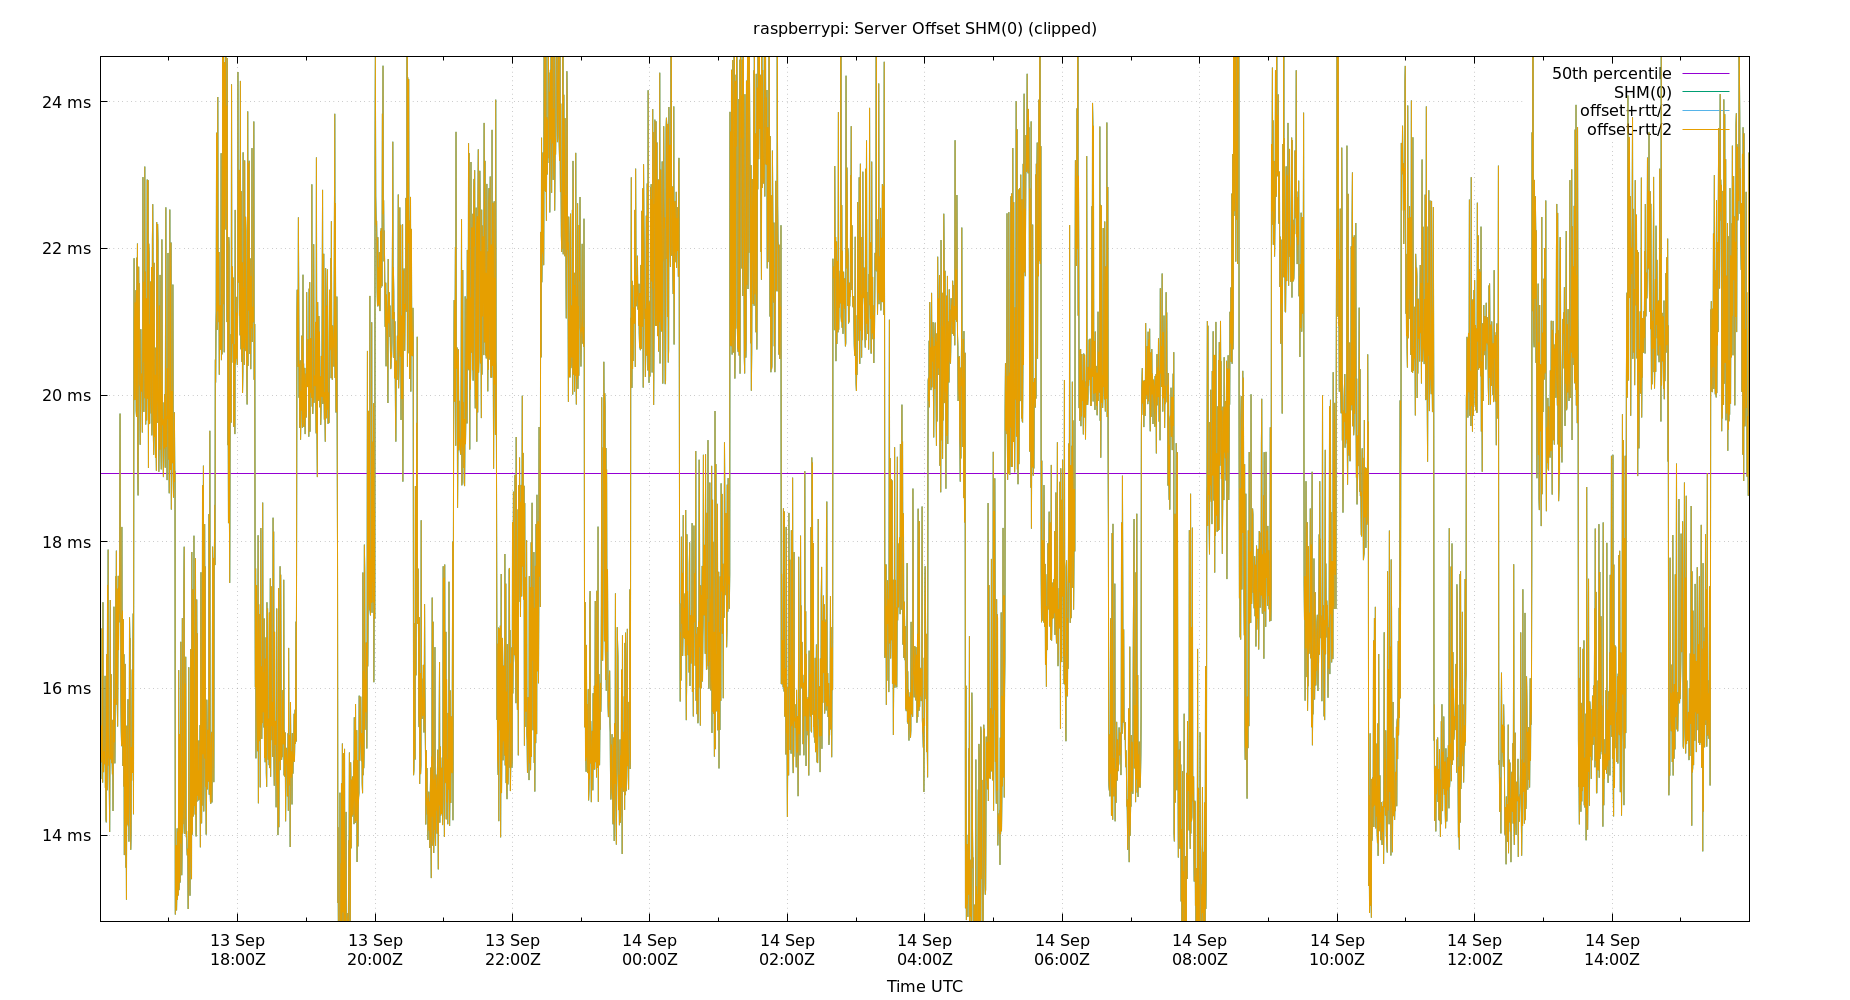 raspberrypi: Server Offset SHM(0) (clipped)
50th percentile
SHM(0)
offset+rtt/2
offset-rtt/2
24 ms
22 ms
20 ms
18 ms
16 ms
14 ms
13 Sep 13 Sep 13 Sep 14 Sep 14 Sep 14 Sep 14 Sep 14 Sep 14 Sep 14 Sep 14 Sep
18:00Z 20:00Z 22:00Z 00:00Z 02:00Z 04:00Z 06:00Z 08:00Z 10:00Z 12:00Z 14:00Z
Time UTC